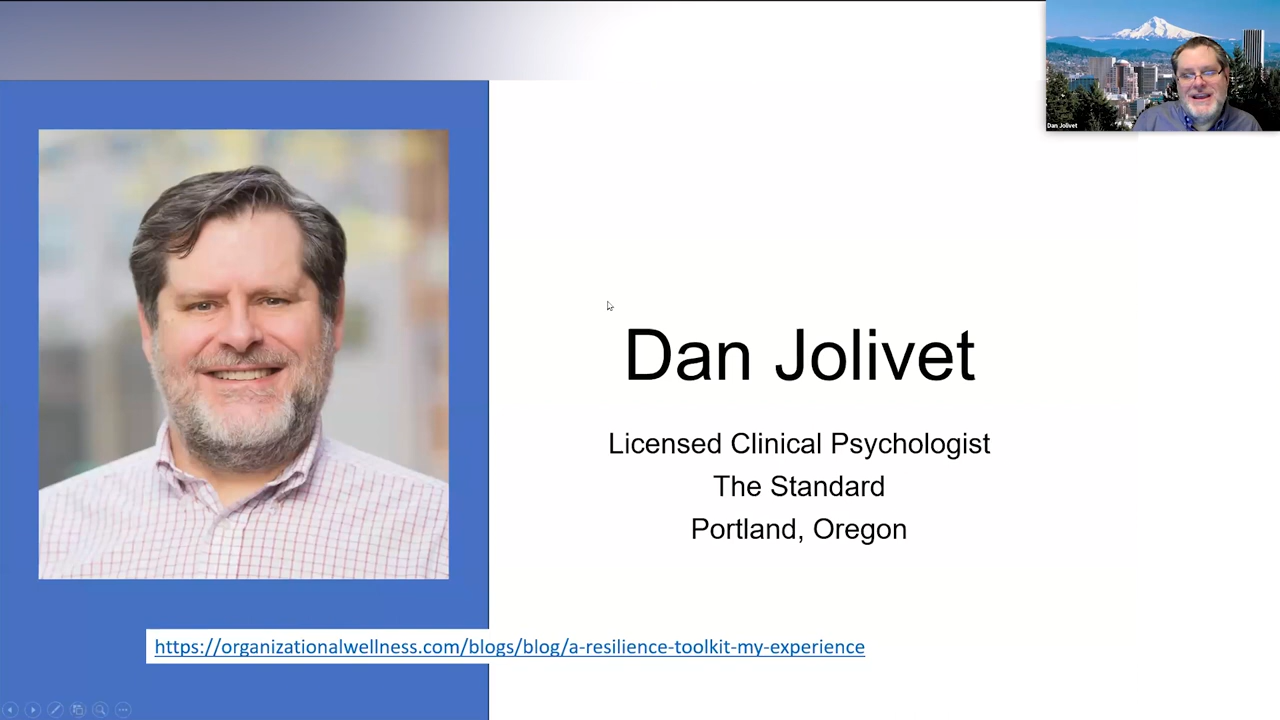 Dan Jolivet
Dan Jolivet
Licensed Clinical Psychologist
The Standard
Portland, Oregon
https://organizationalwellness.com/blogs/blog/a-resilience-toolkit-my-experience